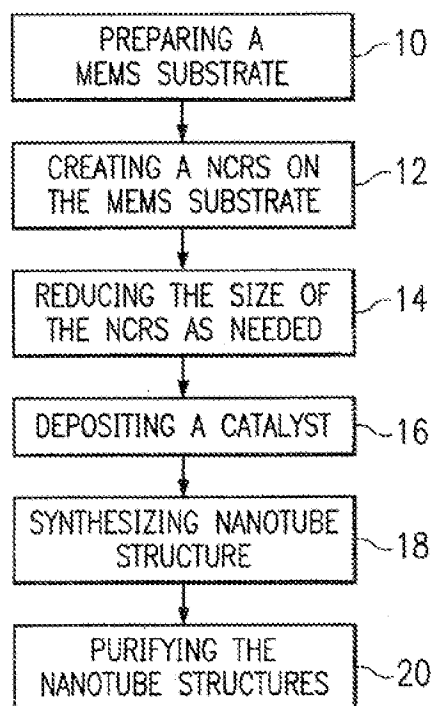 PREPARING A
MEMS SUBSTRATE
10
CREATING A NCRS ON
THE MEMS SUBSTRATE
12
REDUCING THE SIZE OF
THE NCRS AS NEEDED
14
DEPOSITING A CATALYST
16
SYNTHESIZING NANOTUBE
STRUCTURE
18
PURIFYING THE
NANOTUBE STRUCTURES
20